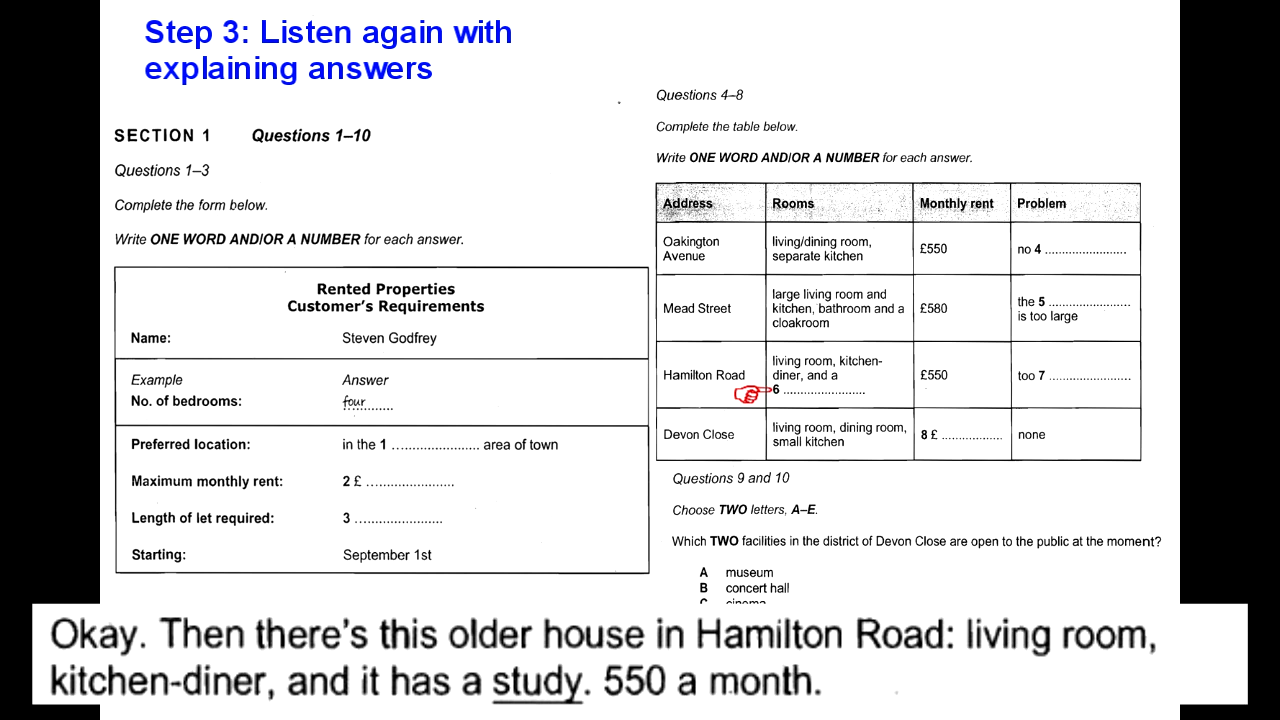 Step 3: Listen again with
explaining answers
SECTION 1 Questions 1–10
Questions 1–3
Complete the form below.
Write ONE WORD AND/OR A NUMBER for each answer.
Rented Properties
Customer's Requirements
Name: Steven Godfrey
Example Answer
No. of bedrooms: four
Preferred location: in the 1 ...................... area of town
Maximum monthly rent: 2 £ ......................
Length of let required: 3 ......................
Starting: September 1st
Questions 4–8
Complete the table below.
Write ONE WORD AND/OR A NUMBER for each answer.
Address Rooms Monthly rent Problem
Oakington
Avenue
living/dining room,
separate kitchen
£550
no 4 ......................
Mead Street
large living room and
kitchen, bathroom and a
cloakroom
£580
the 5 ......................
is too large
Hamilton Road
living room, kitchen-
diner, and a
6 ......................
£550
too 7 ......................
Devon Close
living room, dining room,
small kitchen
8 £ ..................
none
Questions 9 and 10
Choose TWO letters, A–E.
Which TWO facilities in the district of Devon Close are open to the public at the moment?
A museum
B concert hall
C cinema
Okay. Then there's this older house in Hamilton Road: living room,
kitchen-diner, and it has a study. 550 a month.